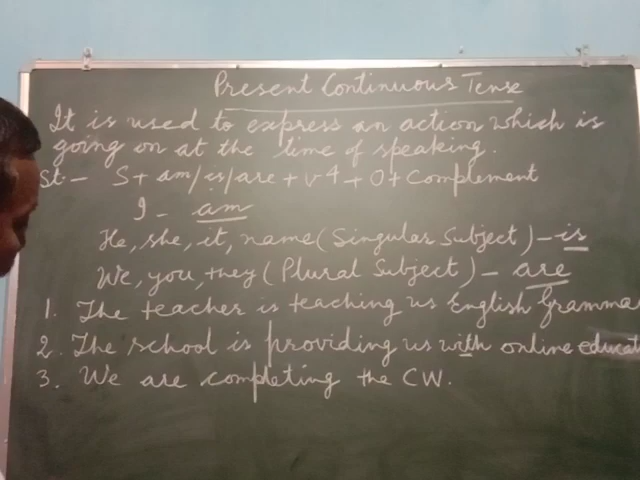 Present Continuous Tense
It is used to express an action which is
going on at the time of speaking.
St:- S+ am/is/are + v4 + O + Complement
I - am
He, she, it, name (Singular Subject) - is
We, you, they (Plural Subject) - are
1. The teacher is teaching us English Grammar
2. The school is providing us with online educat
3. We are completing the CW.